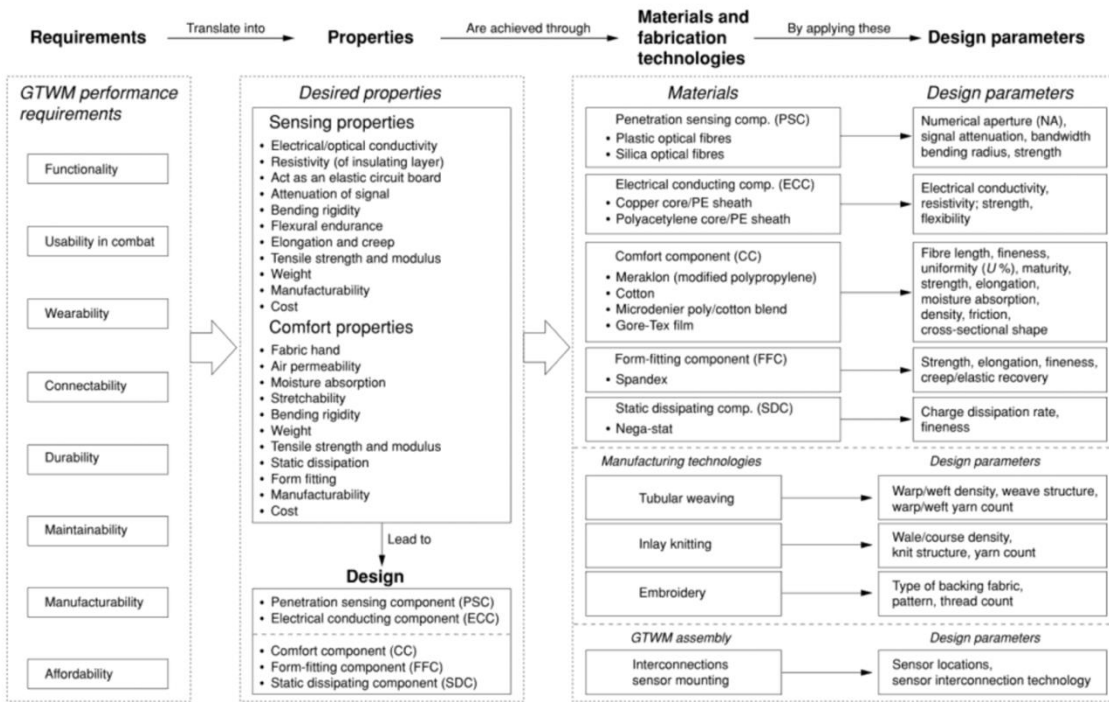 Requirements
Translate into
Properties
Are achieved through
Materials and
fabrication
technologies
By applying these
Design parameters
GTWM performance
requirements
Functionality
Usability in combat
Wearability
Connectability
Durability
Maintainability
Manufacturability
Affordability
Desired properties
Sensing properties
• Electrical/optical conductivity
• Resistivity (of insulating layer)
• Act as an elastic circuit board
• Attenuation of signal
• Bending rigidity
• Flexural endurance
• Elongation and creep
• Tensile strength and modulus
• Weight
• Manufacturability
• Cost
Comfort properties
• Fabric hand
• Air permeability
• Moisture absorption
• Stretchability
• Bending rigidity
• Weight
• Tensile strength and modulus
• Static dissipation
• Form fitting
• Manufacturability
• Cost
Lead to
Design
• Penetration sensing component (PSC)
• Electrical conducting component (ECC)
• Comfort component (CC)
• Form-fitting component (FFC)
• Static dissipating component (SDC)
Materials
Design parameters
Penetration sensing comp. (PSC)
• Plastic optical fibres
• Silica optical fibres
Numerical aperture (NA),
signal attenuation, bandwidth
bending radius, strength
Electrical conducting comp. (ECC)
• Copper core/PE sheath
• Polyacetylene core/PE sheath
Electrical conductivity,
resistivity; strength,
flexibility
Comfort component (CC)
• Meraklon (modified polypropylene)
• Cotton
• Microdenier poly/cotton blend
• Gore-Tex film
Fibre length, fineness,
uniformity (U %), maturity,
strength, elongation,
moisture absorption,
density, friction,
cross-sectional shape
Form-fitting component (FFC)
• Spandex
Strength, elongation, fineness,
creep/elastic recovery
Static dissipating comp. (SDC)
• Nega-stat
Charge dissipation rate,
fineness
Manufacturing technologies
Design parameters
Tubular weaving
Warp/weft density, weave structure,
warp/weft yarn count
Inlay knitting
Wale/course density,
knit structure, yarn count
Embroidery
Type of backing fabric,
pattern, thread count
GTWM assembly
Design parameters
Interconnections
sensor mounting
Sensor locations,
sensor interconnection technology